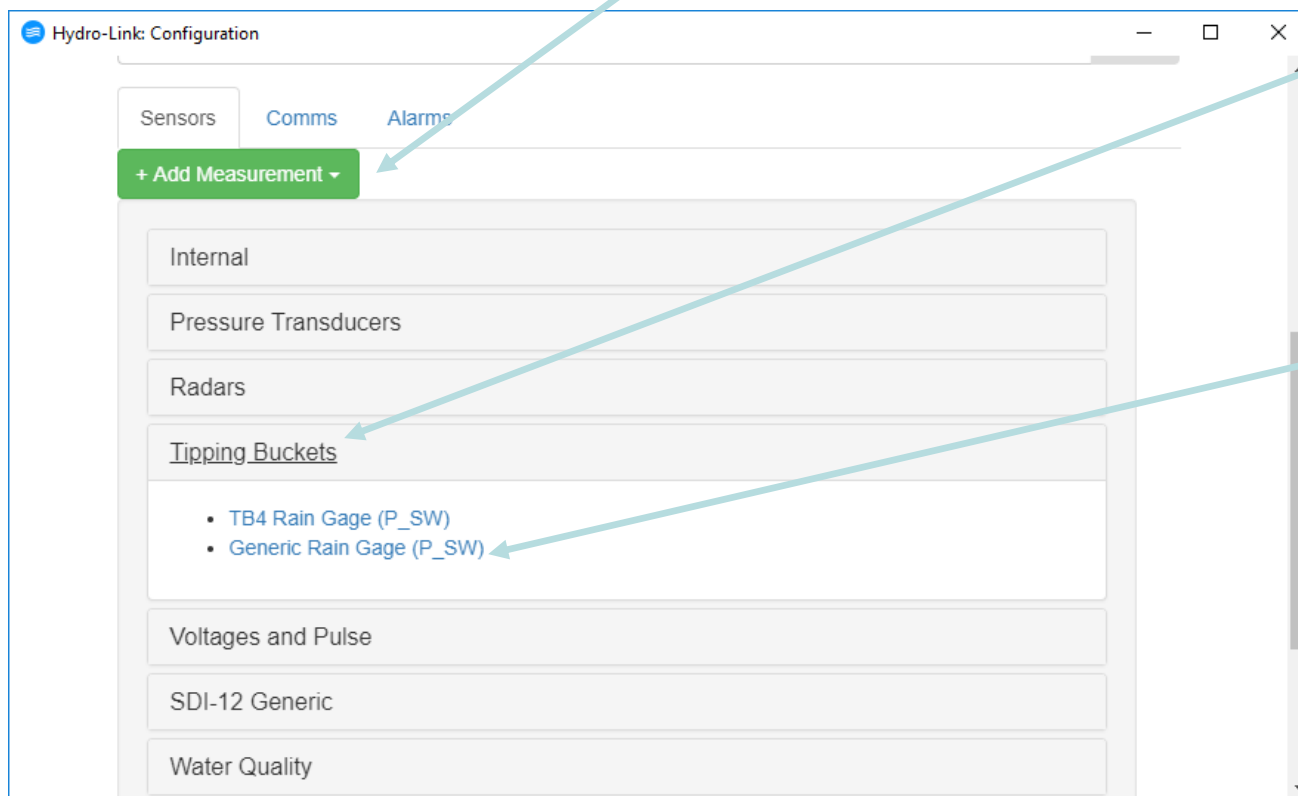 Hydro-Link: Configuration
Sensors Comms Alarms
+ Add Measurement
Internal
Pressure Transducers
Radars
Tipping Buckets
• TB4 Rain Gage (P_SW)
• Generic Rain Gage (P_SW)
Voltages and Pulse
SDI-12 Generic
Water Quality